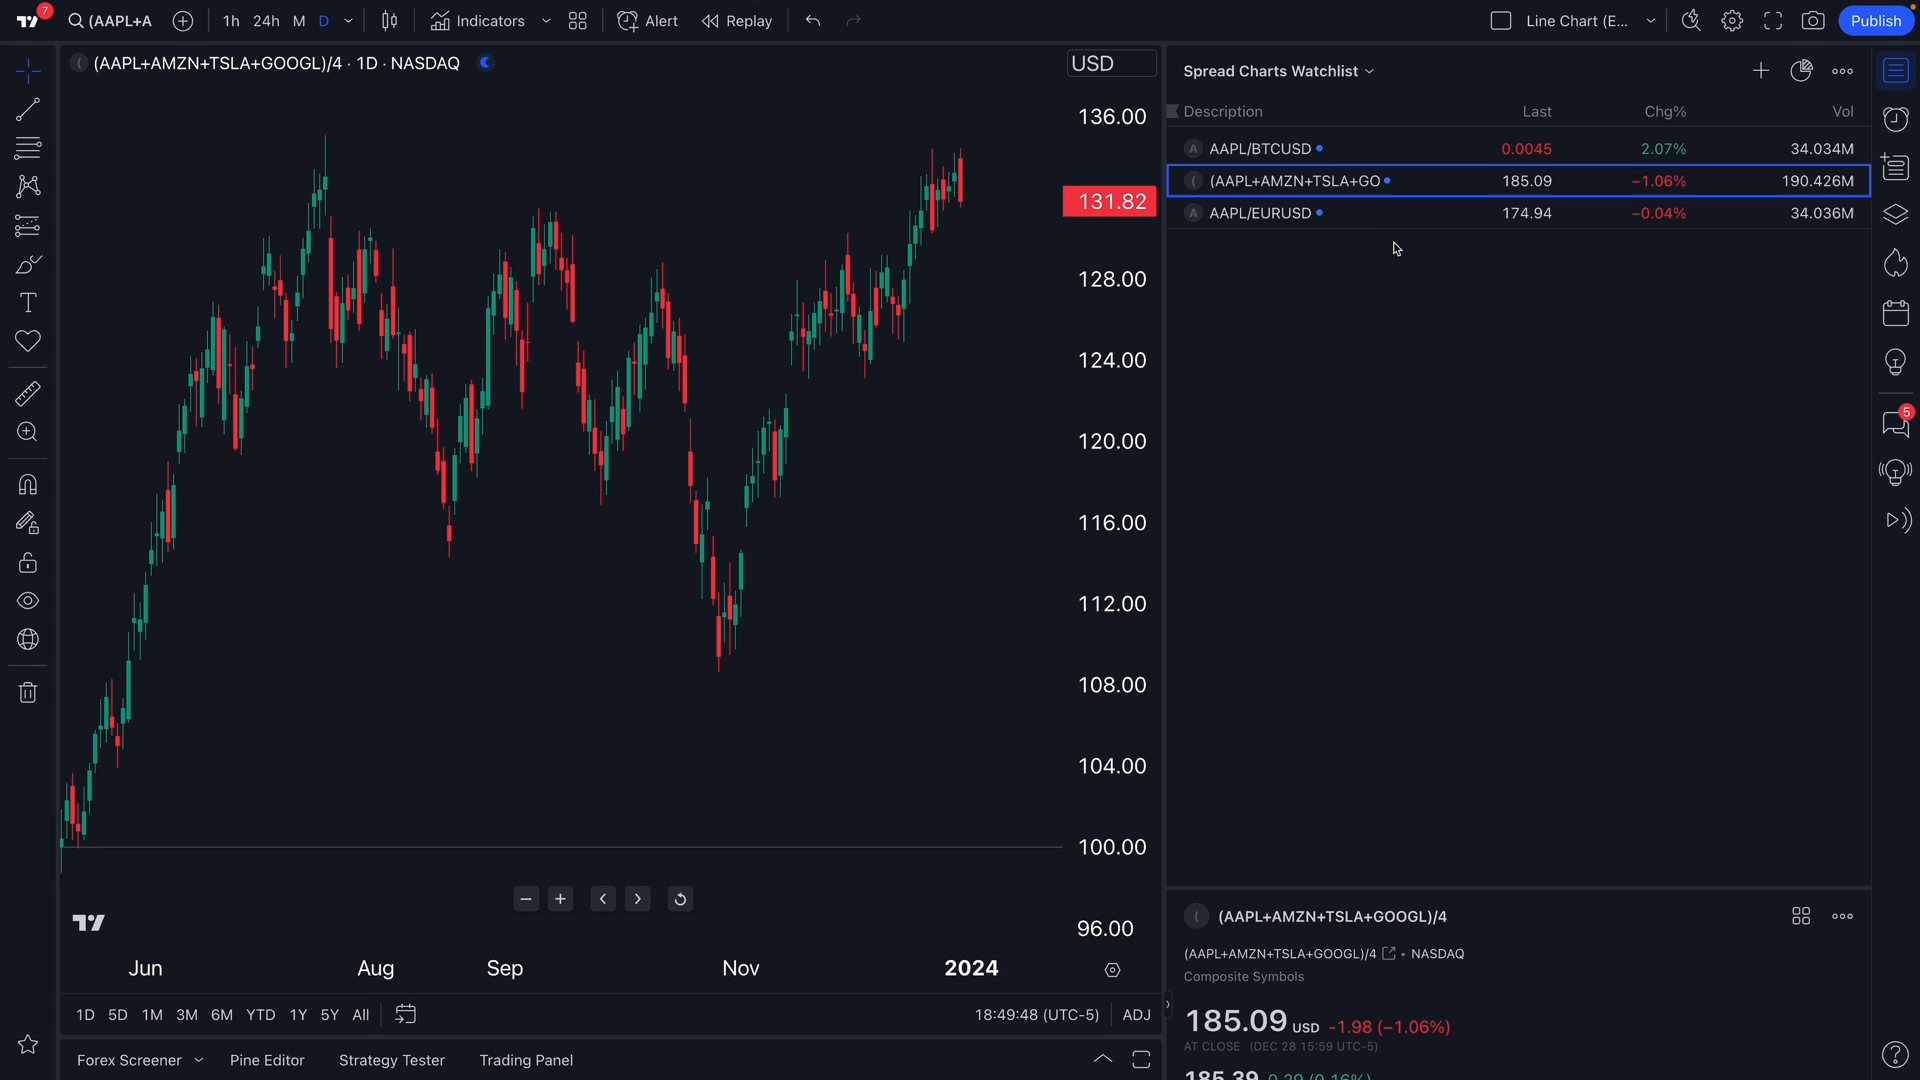 7
(AAPL+A
1h 24h M D
Indicators
Alert
Replay
Line Chart (E...
Publish
(AAPL+AMZN+TSLA+GOOGL)/4 · 1D · NASDAQ
USD
136.00
131.82
128.00
124.00
120.00
116.00
112.00
108.00
104.00
100.00
96.00
Jun Aug Sep Nov 2024
1D 5D 1M 3M 6M YTD 1Y 5Y All
18:49:48 (UTC-5) ADJ
Forex Screener Pine Editor Strategy Tester Trading Panel
Spread Charts Watchlist
Description Last Chg% Vol
A AAPL/BTCUSD 0.0045 2.07% 34.034M
( (AAPL+AMZN+TSLA+GO 185.09 −1.06% 190.426M
A AAPL/EURUSD 174.94 −0.04% 34.036M
( (AAPL+AMZN+TSLA+GOOGL)/4
(AAPL+AMZN+TSLA+GOOGL)/4 • NASDAQ
Composite Symbols
185.09 USD −1.98 (−1.06%)
AT CLOSE (DEC 28 15:59 UTC-5)
185.39 0.29 (0.16%)
5